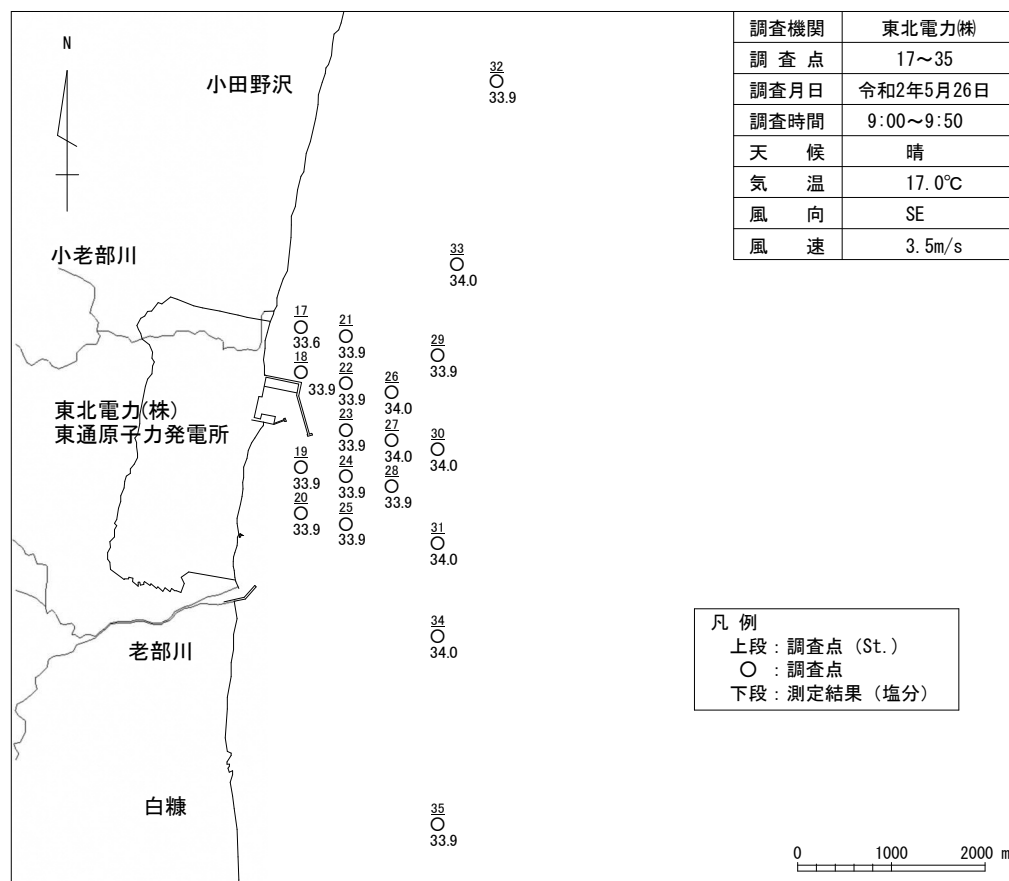 調査機関 東北電力㈱
調査点 17～35
調査月日 令和2年5月26日
調査時間 9:00～9:50
天候 晴
気温 17.0℃
風向 SE
風速 3.5m/s
N
小田野沢
32
33.9
小老部川
33
34.0
17
33.6
21
33.9
29
33.9
18
33.9
22
33.9
26
34.0
東北電力(株)
東通原子力発電所
23
33.9
27
34.0
30
34.0
19
33.9
24
33.9
28
33.9
20
33.9
25
33.9
31
34.0
凡例
上段：調査点（St.）
○：調査点
下段：測定結果（塩分）
34
34.0
老部川
白糠
35
33.9
0 1000 2000 m